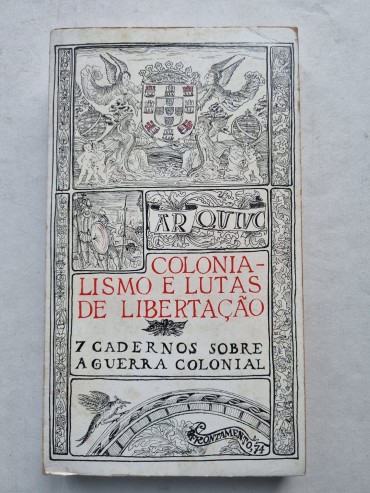 ARQUIVO
COLONIA-
LISMO E LUTAS
DE LIBERTAÇÃO
7 CADERNOS SOBRE
A GUERRA COLONIAL
AFRONTAMENTO, 74